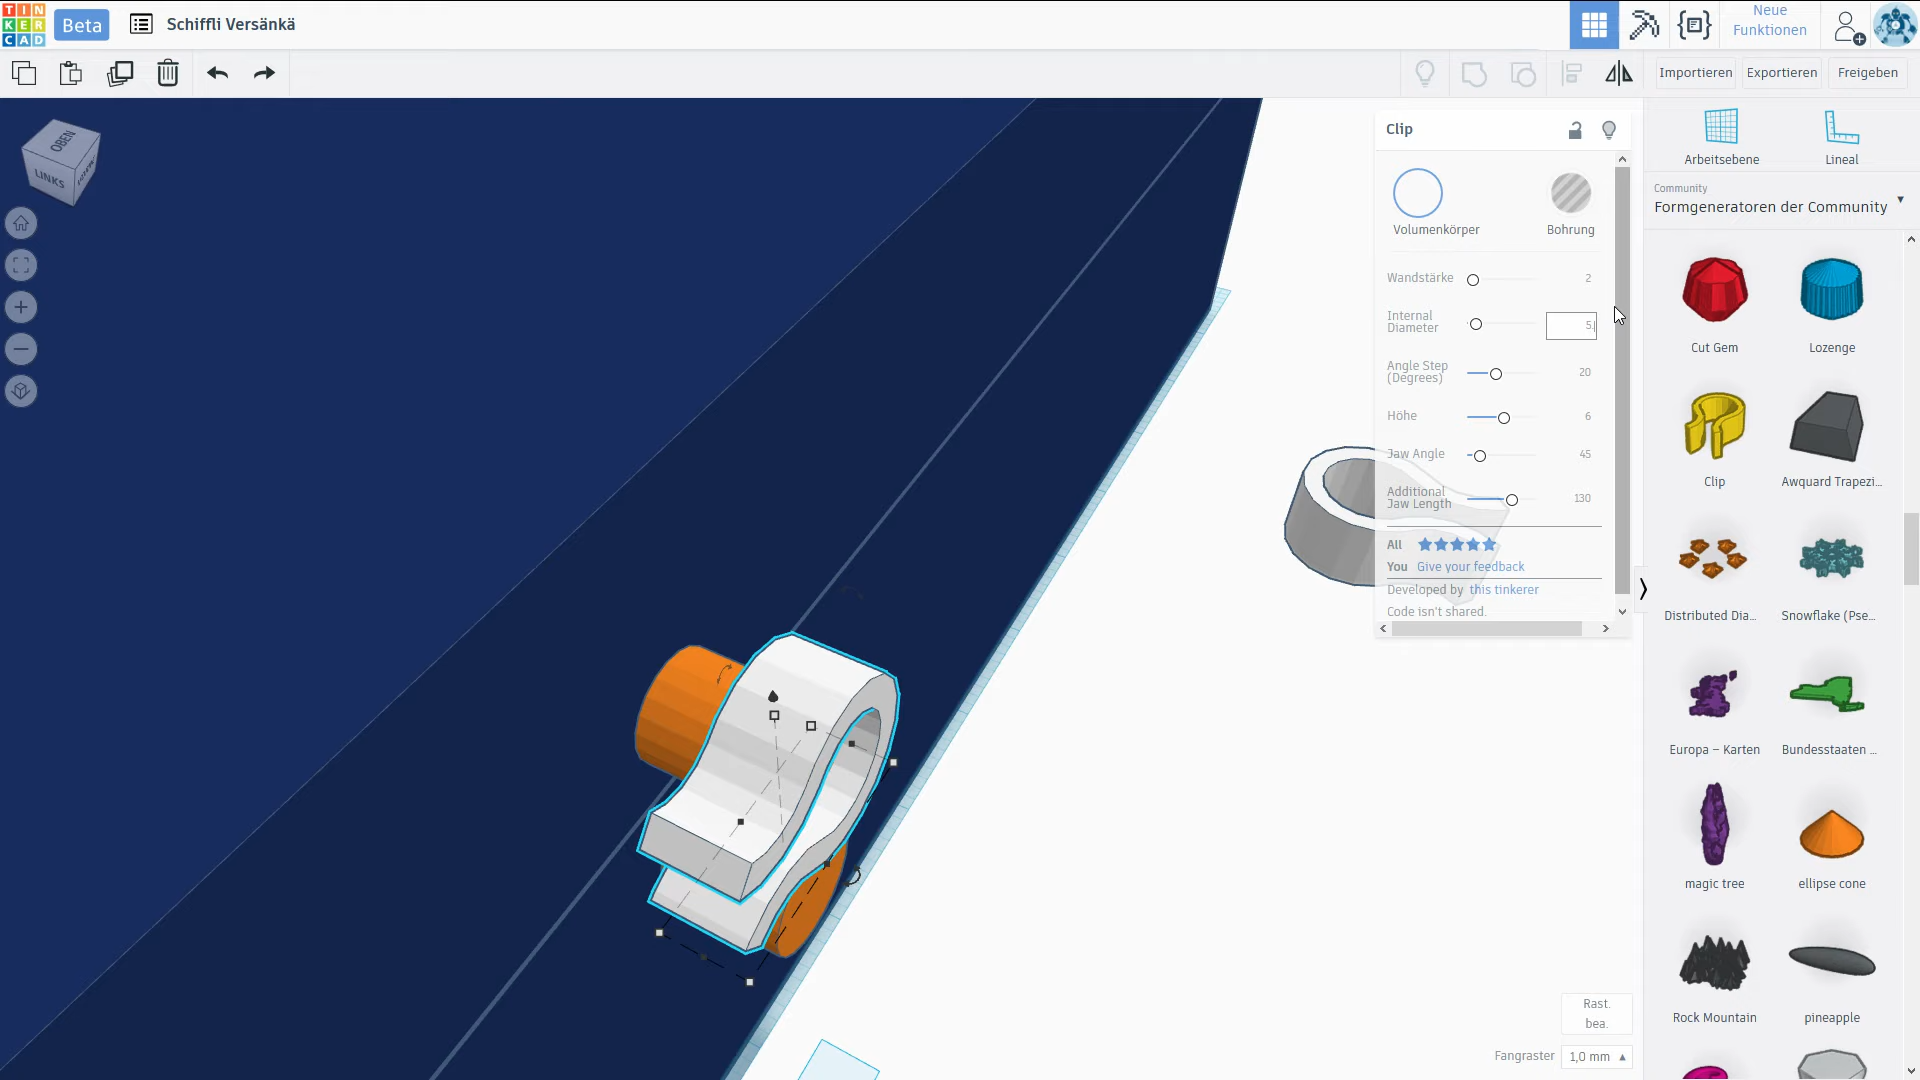 TIN
KER
CAD
Beta
Schiffli Versänkä
Neue
Funktionen
Importieren
Exportieren
Freigeben
OBEN
LINKS
Clip
Volumenkörper
Bohrung
Wandstärke
2
Internal
Diameter
5
Angle Step
(Degrees)
20
Höhe
6
Jaw Angle
45
Additional
Jaw Length
130
All
You Give your feedback
Developed by this tinkerer
Code isn't shared.
Arbeitsebene
Lineal
Community
Formgeneratoren der Community
Cut Gem
Lozenge
Clip
Awquard Trapezi...
Distributed Dia...
Snowflake (Pse...
Europa – Karten
Bundesstaaten ...
magic tree
ellipse cone
Rock Mountain
pineapple
Rast.
bea.
Fangraster
1,0 mm